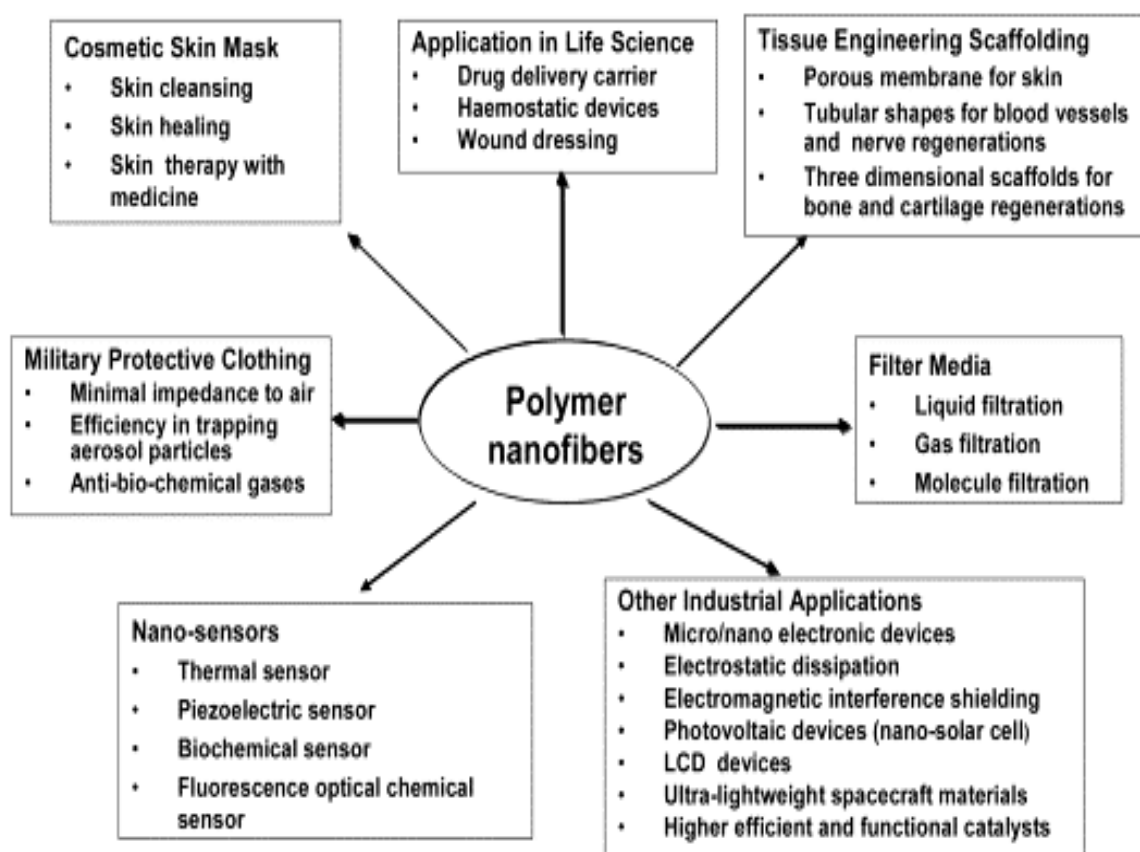 Cosmetic Skin Mask
• Skin cleansing
• Skin healing
• Skin therapy with
medicine
Application in Life Science
• Drug delivery carrier
• Haemostatic devices
• Wound dressing
Tissue Engineering Scaffolding
• Porous membrane for skin
• Tubular shapes for blood vessels
and nerve regenerations
• Three dimensional scaffolds for
bone and cartilage regenerations
Military Protective Clothing
• Minimal impedance to air
• Efficiency in trapping
aerosol particles
• Anti-bio-chemical gases
Polymer
nanofibers
Filter Media
• Liquid filtration
• Gas filtration
• Molecule filtration
Nano-sensors
• Thermal sensor
• Piezoelectric sensor
• Biochemical sensor
• Fluorescence optical chemical
sensor
Other Industrial Applications
• Micro/nano electronic devices
• Electrostatic dissipation
• Electromagnetic interference shielding
• Photovoltaic devices (nano-solar cell)
• LCD devices
• Ultra-lightweight spacecraft materials
• Higher efficient and functional catalysts